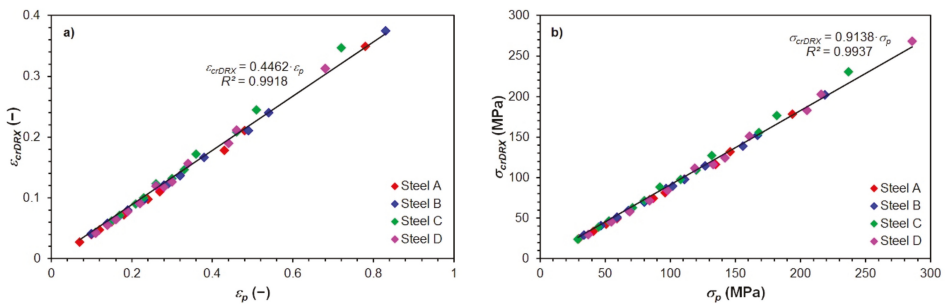 a)
ε_crDRX = 0.4462·ε_p
R² = 0.9918
ε_crDRX (−)
0.4
0.3
0.2
0.1
0
0
0.2
0.4
0.6
0.8
1
ε_p (−)
Steel A
Steel B
Steel C
Steel D
b)
σ_crDRX = 0.9138·σ_p
R² = 0.9937
σ_crDRX (MPa)
300
250
200
150
100
50
0
0
50
100
150
200
250
300
σ_p (MPa)
Steel A
Steel B
Steel C
Steel D